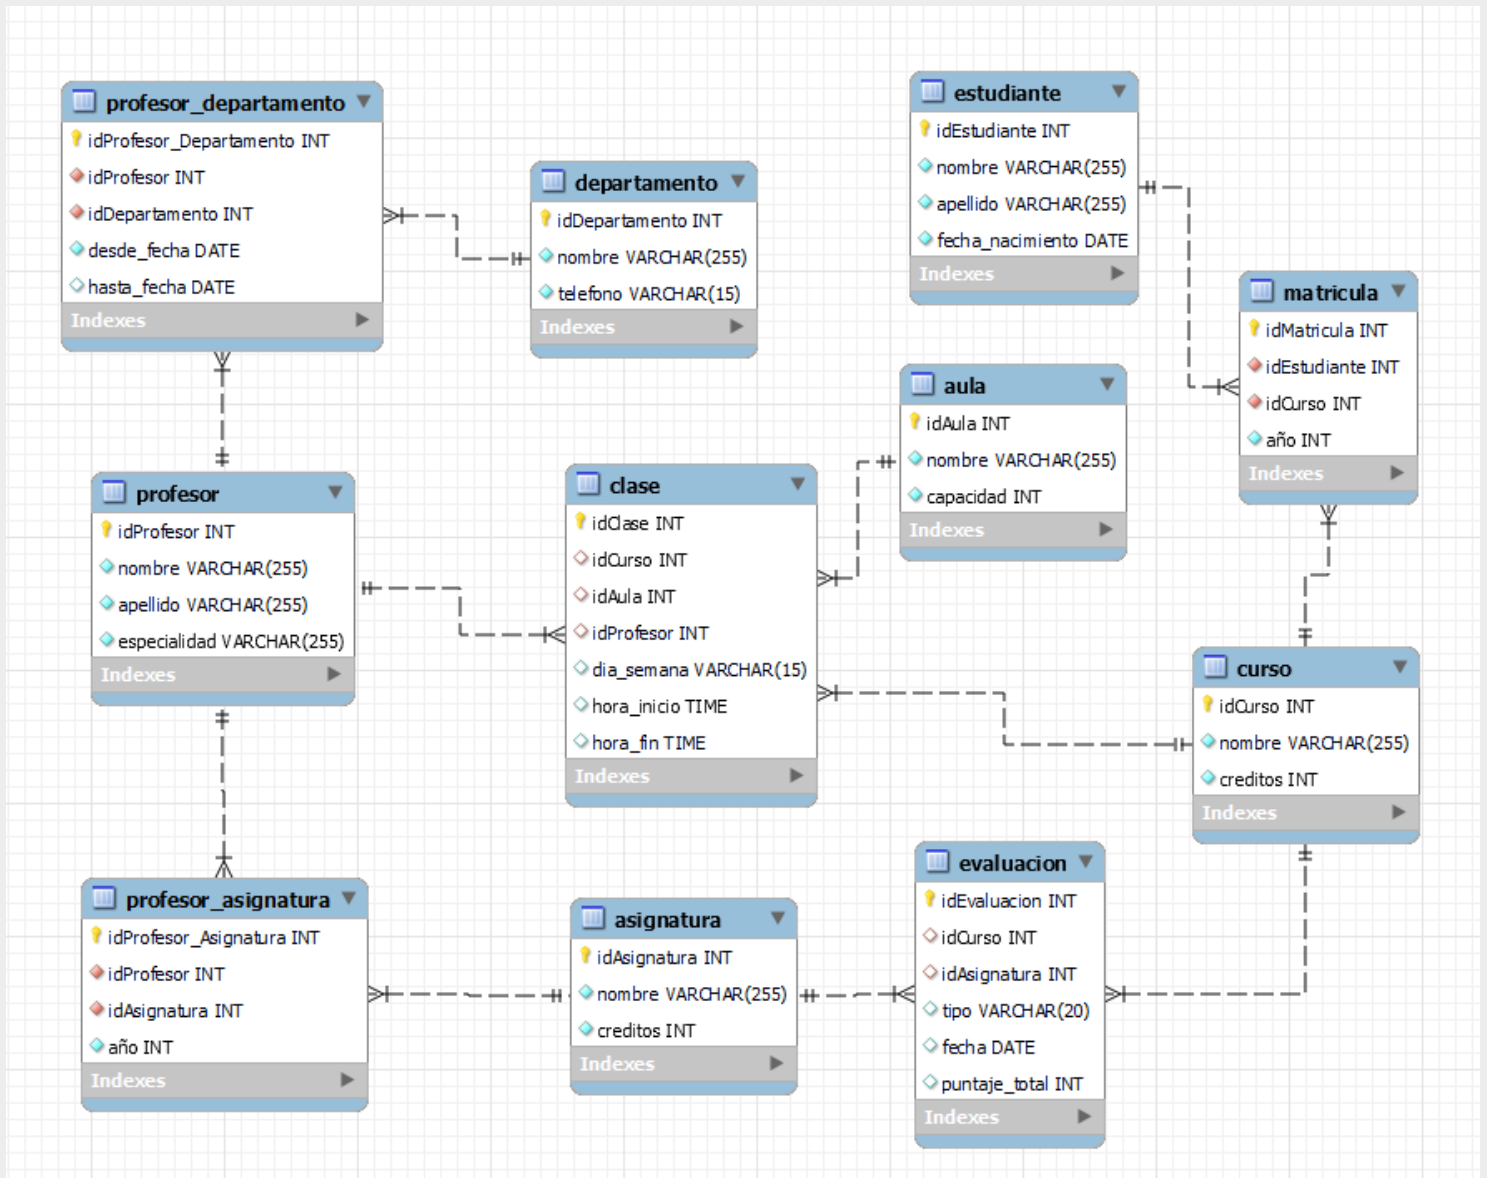 profesor_departamento
idProfesor_Departamento INT
idProfesor INT
idDepartamento INT
desde_fecha DATE
hasta_fecha DATE
Indexes
departamento
idDepartamento INT
nombre VARCHAR(255)
telefono VARCHAR(15)
Indexes
estudiante
idEstudiante INT
nombre VARCHAR(255)
apellido VARCHAR(255)
fecha_nacimiento DATE
Indexes
matricula
idMatricula INT
idEstudiante INT
idCurso INT
año INT
Indexes
aula
idAula INT
nombre VARCHAR(255)
capacidad INT
Indexes
profesor
idProfesor INT
nombre VARCHAR(255)
apellido VARCHAR(255)
especialidad VARCHAR(255)
Indexes
clase
idClase INT
idCurso INT
idAula INT
idProfesor INT
dia_semana VARCHAR(15)
hora_inicio TIME
hora_fin TIME
Indexes
curso
idCurso INT
nombre VARCHAR(255)
creditos INT
Indexes
profesor_asignatura
idProfesor_Asignatura INT
idProfesor INT
idAsignatura INT
año INT
Indexes
asignatura
idAsignatura INT
nombre VARCHAR(255)
creditos INT
Indexes
evaluacion
idEvaluacion INT
idCurso INT
idAsignatura INT
tipo VARCHAR(20)
fecha DATE
puntaje_total INT
Indexes